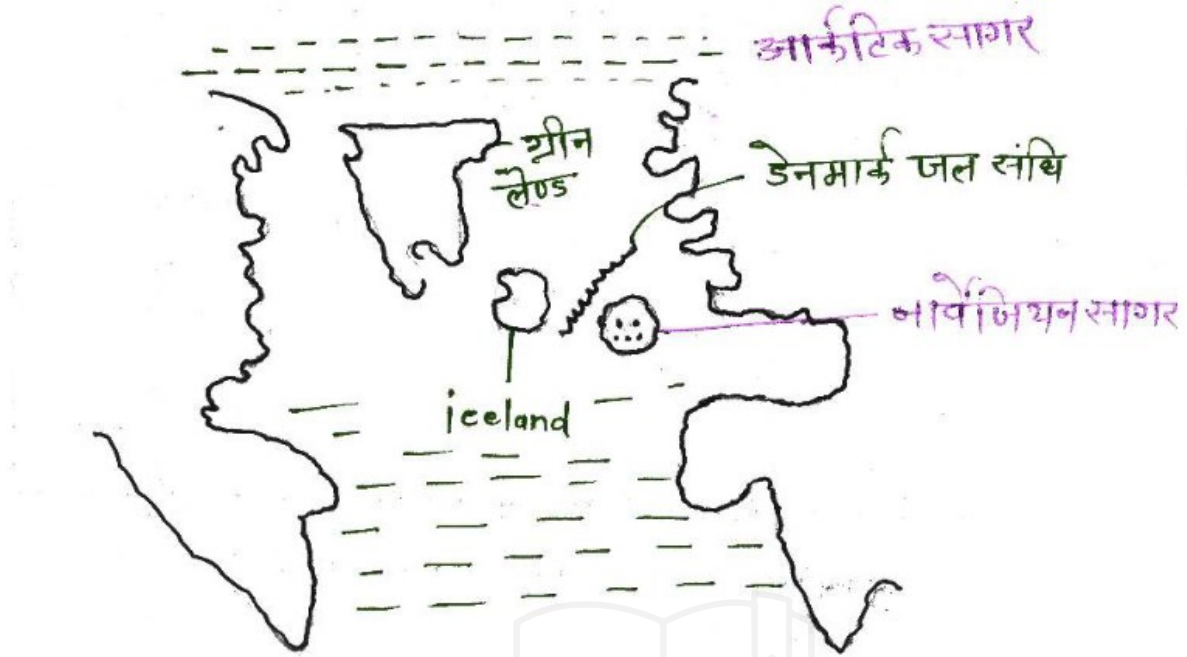 आर्कटिक सागर
ग्रीन
लेण्ड
डेनमार्क जल संधि
नार्वेजियन सागर
iceland